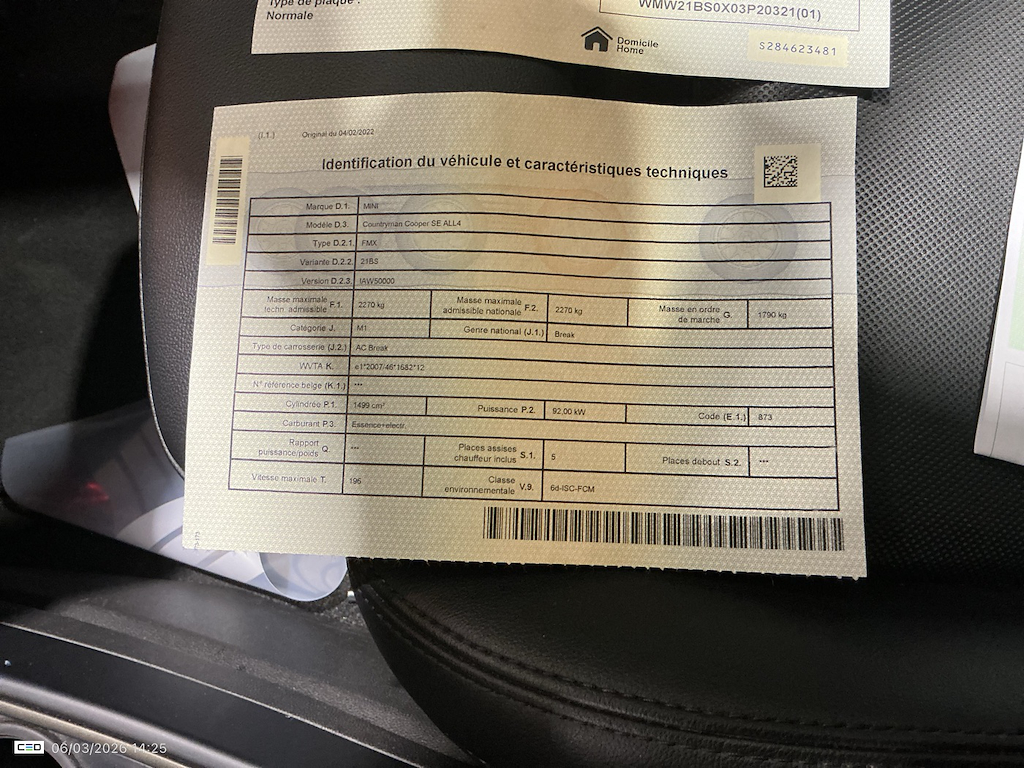 Type de plaque :
Normale
WMW21BS0X03P20321(01)
Domicile
Home
S284623481
(I.1.) Original du 04/02/2022
Identification du véhicule et caractéristiques techniques
Marque D.1. MINI
Modèle D.3. Countryman Cooper SE ALL4
Type D.2.1. FMX
Variante D.2.2. 21BS
Version D.2.3. IAW50000
Masse maximale techn. admissible F.1. 2270 kg Masse maximale admissible nationale F.2. 2270 kg Masse en ordre de marche G. 1790 kg
Catégorie J. M1 Genre national (J.1.) Break
Type de carrosserie (J.2.) AC Break
WVTA K. e1*2007/46*1682*12
N° référence belge (K.1.) ---
Cylindrée P.1. 1499 cm³ Puissance P.2. 92.00 kW Code (E.1.) 873
Carburant P.3. Essence+electr.
Rapport puissance/poids Q. --- Places assises chauffeur inclus S.1. 5 Places debout S.2. ---
Vitesse maximale T. 195 Classe environnementale V.9. 6d-ISC-FCM
CEO 06/03/2026 14:25